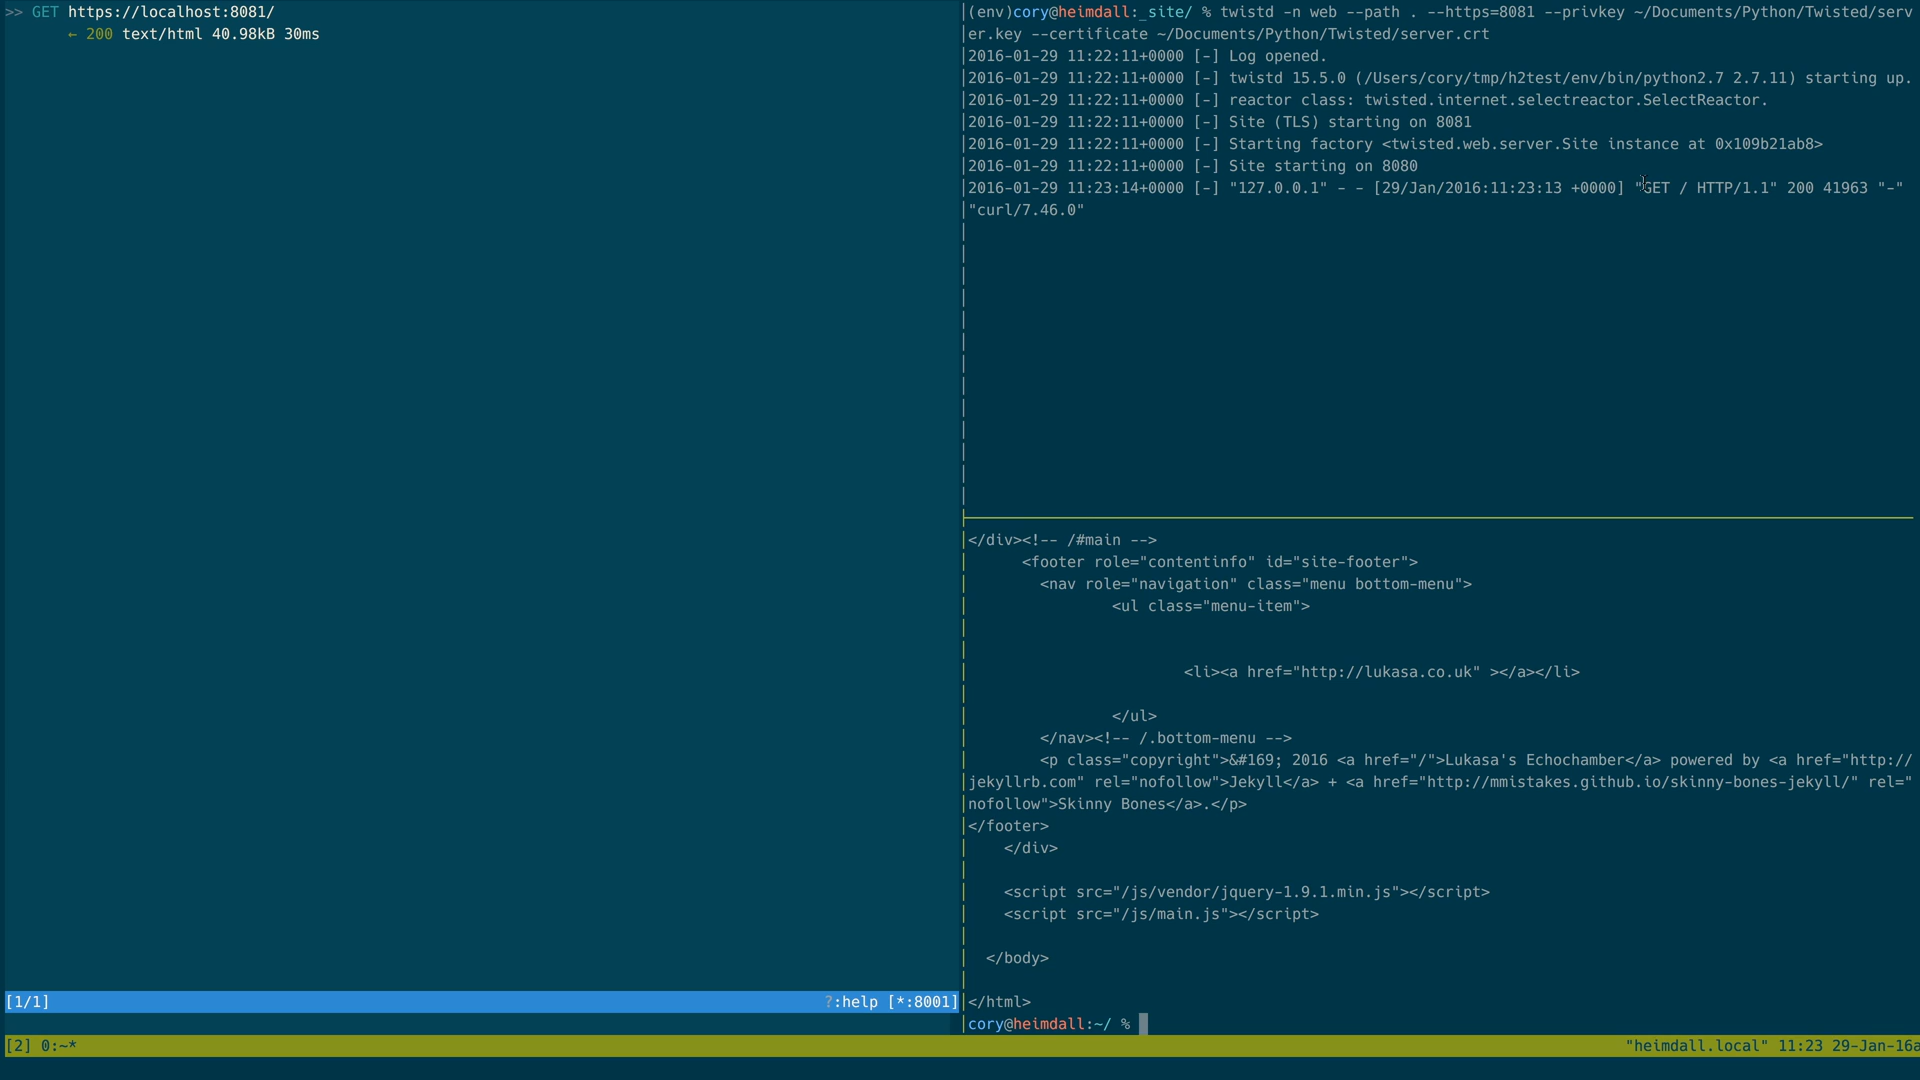 >> GET https://localhost:8081/
← 200 text/html 40.98kB 30ms
[1/1] ?:help [*:8001]
(env)cory@heimdall:_site/ % twistd -n web --path . --https=8081 --privkey ~/Documents/Python/Twisted/serv
er.key --certificate ~/Documents/Python/Twisted/server.crt
2016-01-29 11:22:11+0000 [-] Log opened.
2016-01-29 11:22:11+0000 [-] twistd 15.5.0 (/Users/cory/tmp/h2test/env/bin/python2.7 2.7.11) starting up.
2016-01-29 11:22:11+0000 [-] reactor class: twisted.internet.selectreactor.SelectReactor.
2016-01-29 11:22:11+0000 [-] Site (TLS) starting on 8081
2016-01-29 11:22:11+0000 [-] Starting factory <twisted.web.server.Site instance at 0x109b21ab8>
2016-01-29 11:22:11+0000 [-] Site starting on 8080
2016-01-29 11:23:14+0000 [-] "127.0.0.1" - - [29/Jan/2016:11:23:13 +0000] "GET / HTTP/1.1" 200 41963 "-"
"curl/7.46.0"
</div><!-- /#main -->
<footer role="contentinfo" id="site-footer">
<nav role="navigation" class="menu bottom-menu">
<ul class="menu-item">
<li><a href="http://lukasa.co.uk" ></a></li>
</ul>
</nav><!-- /.bottom-menu -->
<p class="copyright">&#169; 2016 <a href="/">Lukasa's Echochamber</a> powered by <a href="http://
jekyllrb.com" rel="nofollow">Jekyll</a> + <a href="http://mmistakes.github.io/skinny-bones-jekyll/" rel="
nofollow">Skinny Bones</a>.</p>
</footer>
</div>
<script src="/js/vendor/jquery-1.9.1.min.js"></script>
<script src="/js/main.js"></script>
</body>
</html>
cory@heimdall:~/ %
[2] 0:~* "heimdall.local" 11:23 29-Jan-16a